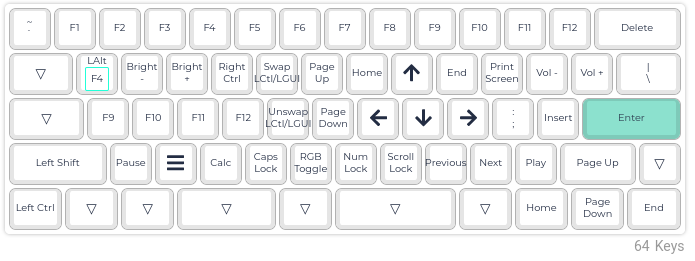 ~ F1 F2 F3 F4 F5 F6 F7 F8 F9 F10 F11 F12 Delete
`
▽ LAlt F4 Bright - Bright + Right Ctrl Swap LCtl/LGUI Page Up Home ↑ End Print Screen Vol - Vol + | \
▽ F9 F10 F11 F12 Unswap LCtl/LGUI Page Down ← ↓ → : ; Insert Enter
Left Shift Pause ☰ Calc Caps Lock RGB Toggle Num Lock Scroll Lock Previous Next Play Page Up ▽
Left Ctrl ▽ ▽ ▽ ▽ ▽ ▽ Home Page Down End
64 Keys